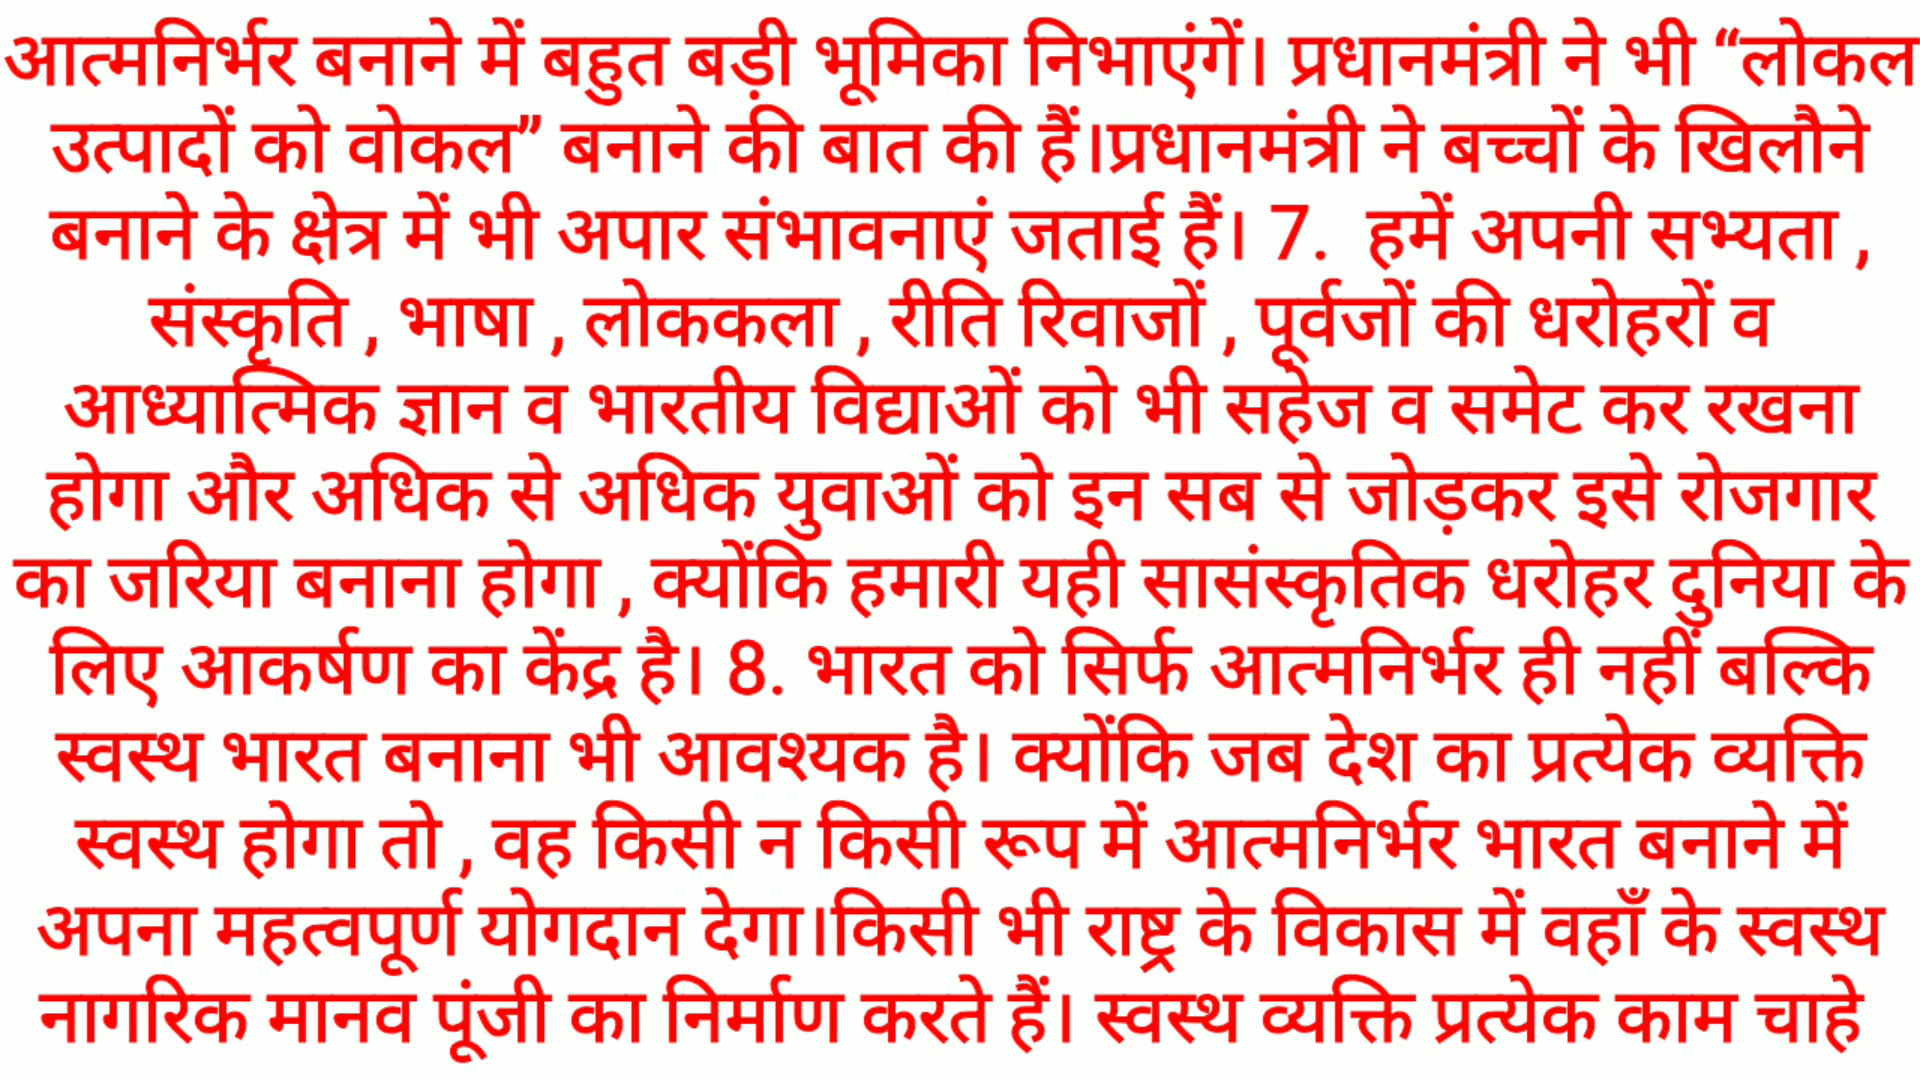 आत्मनिर्भर बनाने में बहुत बड़ी भूमिका निभाएंगें। प्रधानमंत्री ने भी “लोकल
उत्पादों को वोकल” बनाने की बात की हैं।प्रधानमंत्री ने बच्चों के खिलौने
बनाने के क्षेत्र में भी अपार संभावनाएं जताई हैं। 7. हमें अपनी सभ्यता ,
संस्कृति , भाषा , लोककला , रीति रिवाजों , पूर्वजों की धरोहरों व
आध्यात्मिक ज्ञान व भारतीय विद्याओं को भी सहेज व समेट कर रखना
होगा और अधिक से अधिक युवाओं को इन सब से जोड़कर इसे रोजगार
का जरिया बनाना होगा , क्योंकि हमारी यही सासंस्कृतिक धरोहर दुनिया के
लिए आकर्षण का केंद्र है। 8. भारत को सिर्फ आत्मनिर्भर ही नहीं बल्कि
स्वस्थ भारत बनाना भी आवश्यक है। क्योंकि जब देश का प्रत्येक व्यक्ति
स्वस्थ होगा तो , वह किसी न किसी रूप में आत्मनिर्भर भारत बनाने में
अपना महत्वपूर्ण योगदान देगा।किसी भी राष्ट्र के विकास में वहाँ के स्वस्थ
नागरिक मानव पूंजी का निर्माण करते हैं। स्वस्थ व्यक्ति प्रत्येक काम चाहे